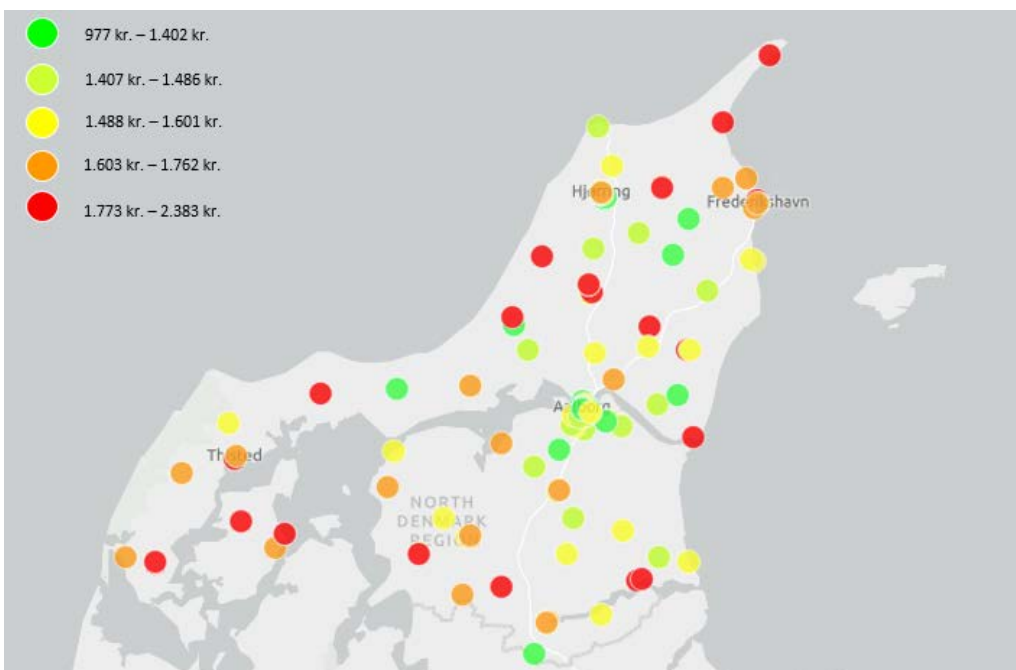 977 kr. – 1.402 kr.
1.407 kr. – 1.486 kr.
1.488 kr. – 1.601 kr.
1.603 kr. – 1.762 kr.
1.773 kr. – 2.383 kr.
Hjørring
Frederikshavn
Aalborg
Thisted
NORTH
DENMARK
REGION